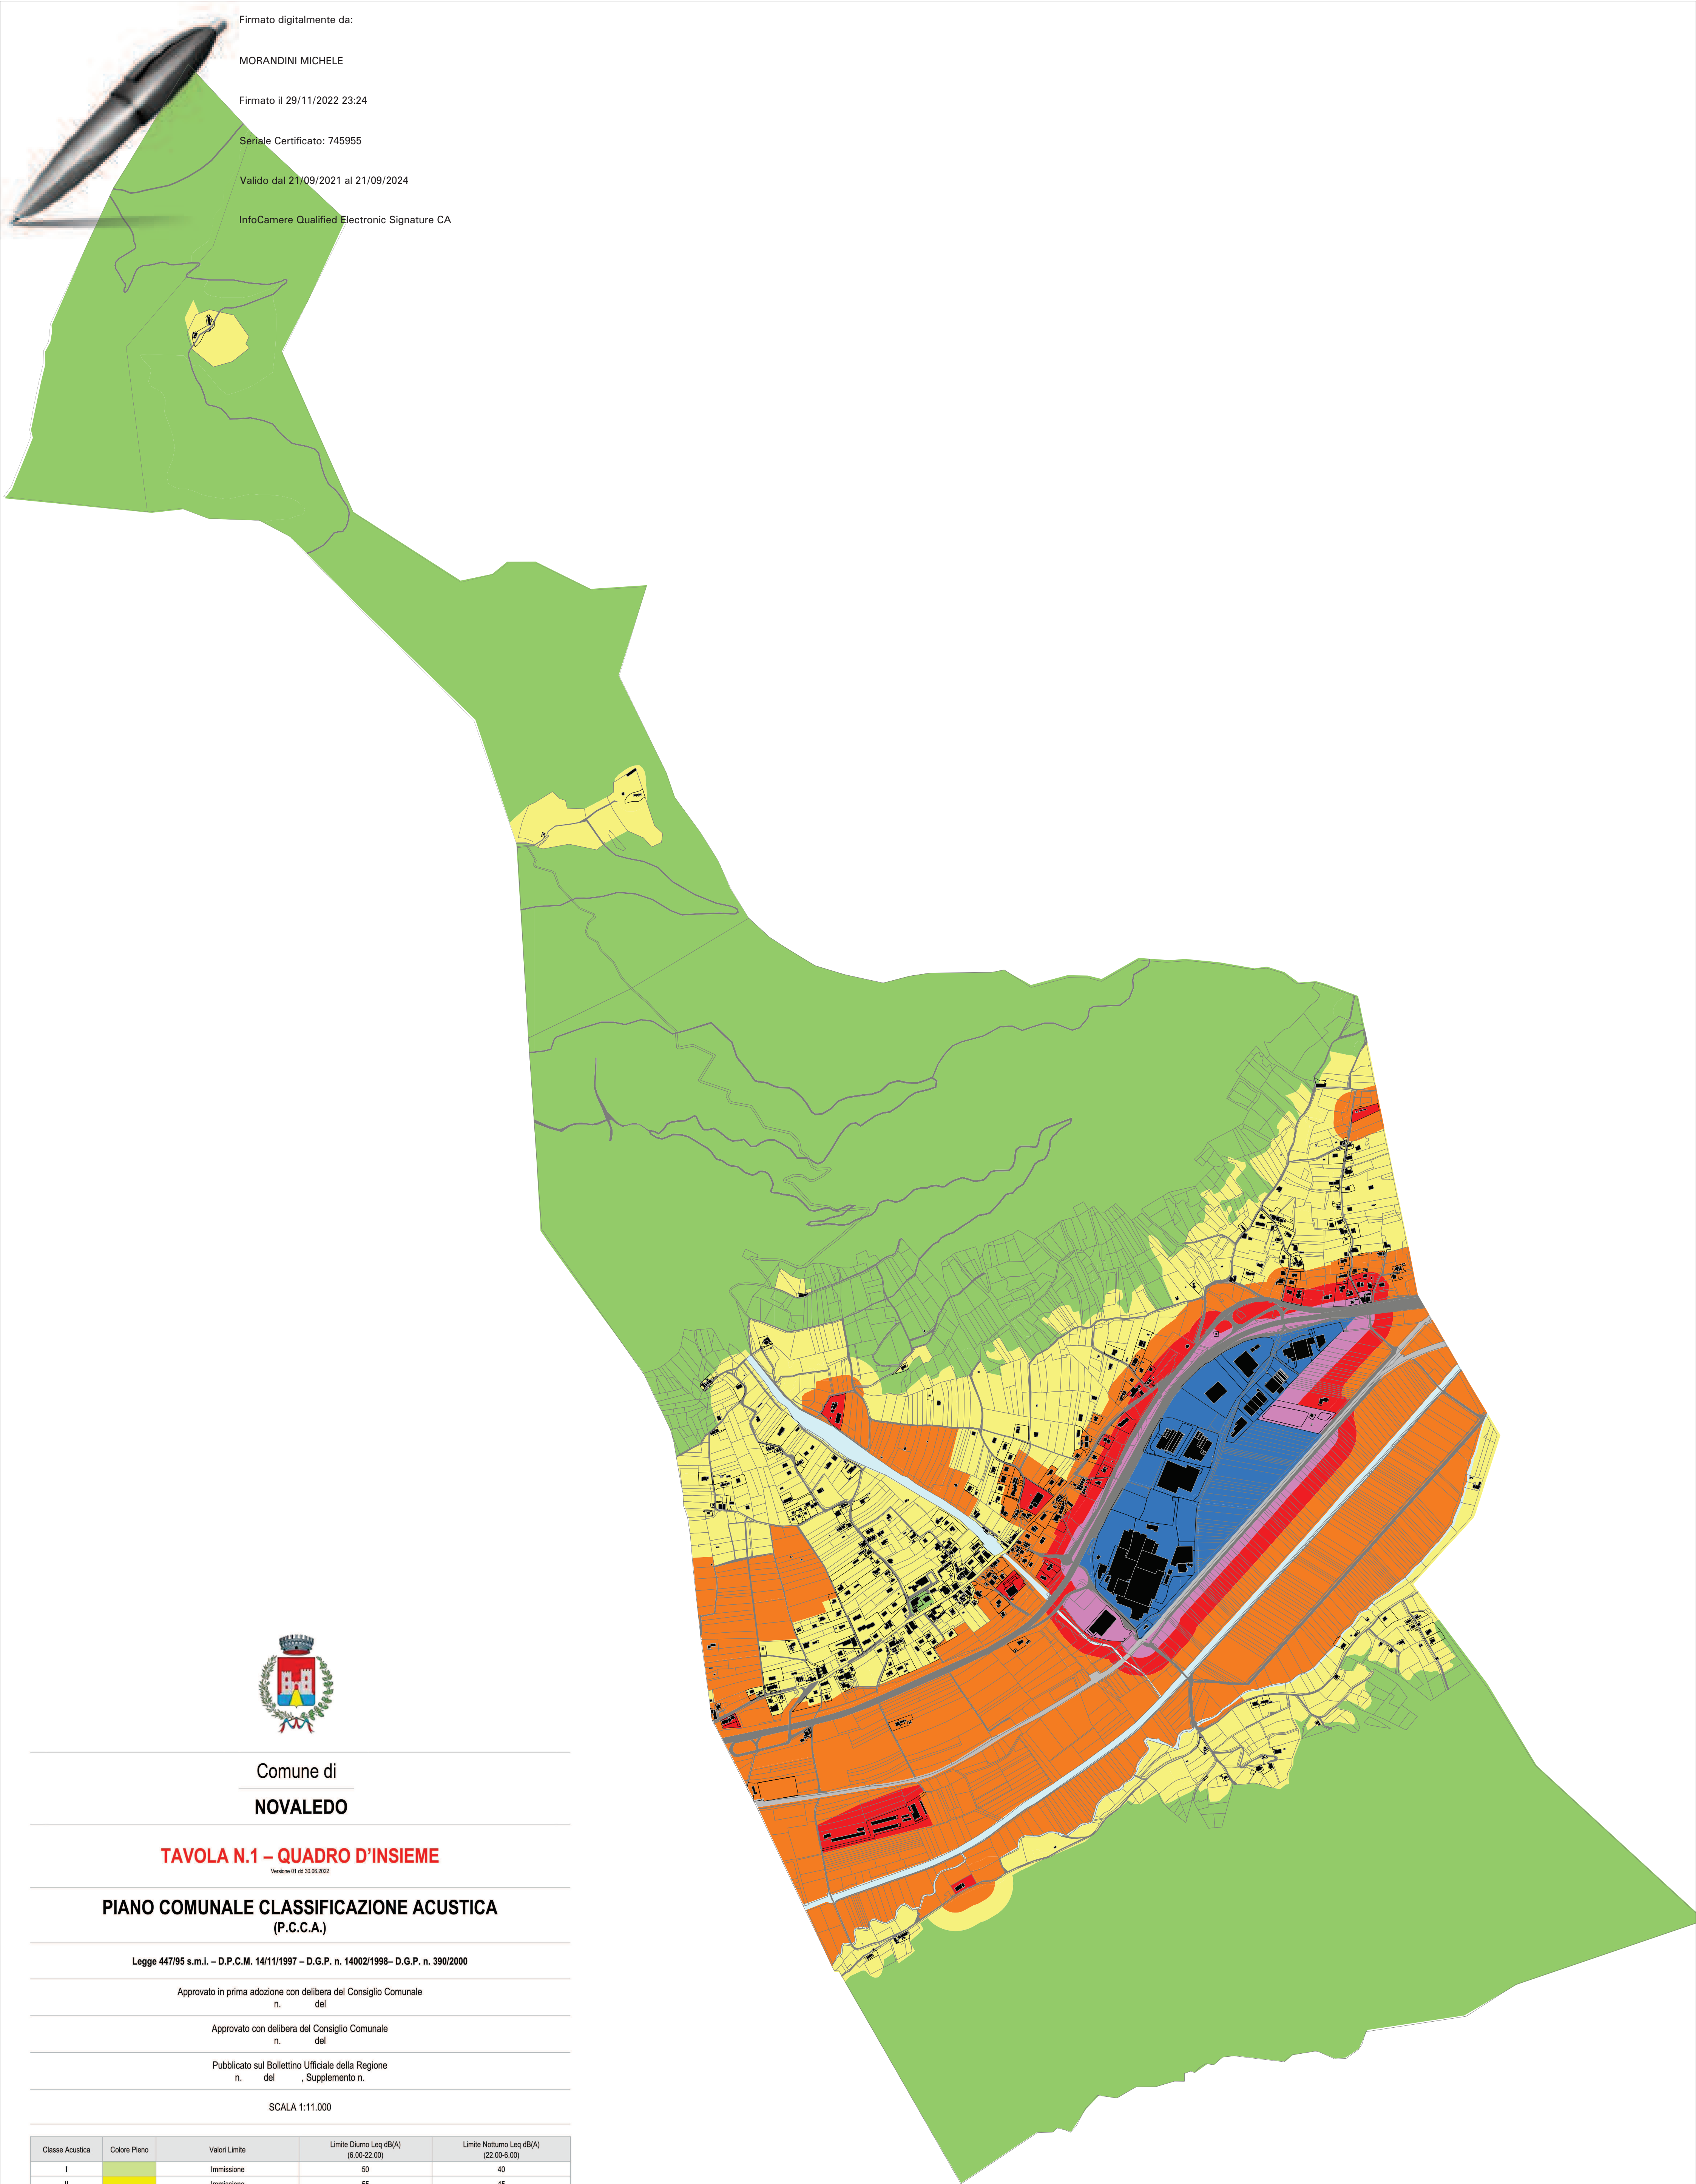 Firmato digitalmente da:
MORANDINI MICHELE
Firmato il 29/11/2022 23:24
Seriale Certificato: 745955
Valido dal 21/09/2021 al 21/09/2024
InfoCamere Qualified Electronic Signature CA
Comune di
NOVALEDO
TAVOLA N.1 – QUADRO D'INSIEME
Versione 01 dd 30.06.2022
PIANO COMUNALE CLASSIFICAZIONE ACUSTICA
(P.C.C.A.)
Legge 447/95 s.m.i. – D.P.C.M. 14/11/1997 – D.G.P. n. 14002/1998– D.G.P. n. 390/2000
Approvato in prima adozione con delibera del Consiglio Comunale
n. del
Approvato con delibera del Consiglio Comunale
n. del
Pubblicato sul Bollettino Ufficiale della Regione
n. del , Supplemento n.
SCALA 1:11.000
Classe Acustica Colore Pieno Valori Limite Limite Diurno Leq dB(A) (6.00-22.00) Limite Notturno Leq dB(A) (22.00-6.00)
I Immissione 50 40
II Immissione 55 45